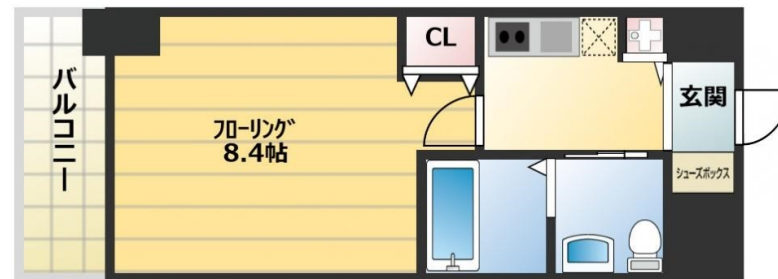 バルコニー
フローリング
8.4帖
CL
玄関
シューズボックス